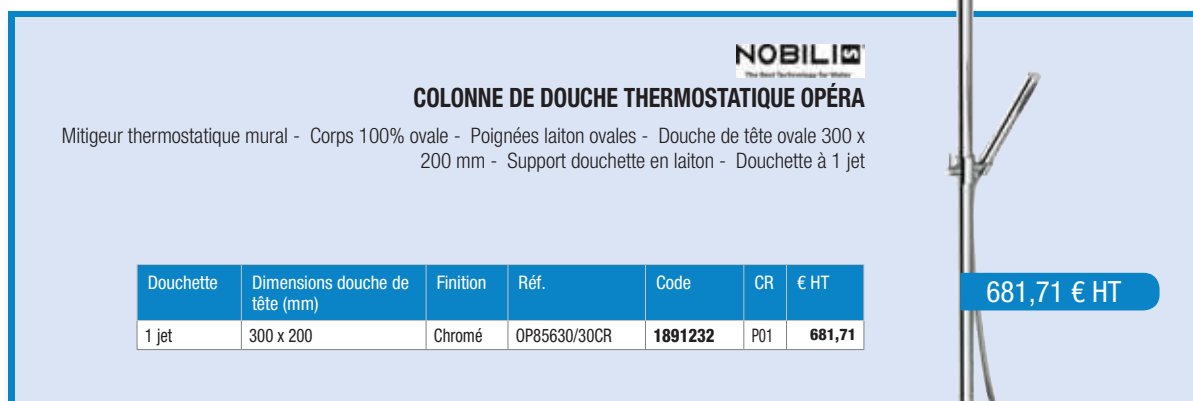 NOBILI
The Best Technology for Water
COLONNE DE DOUCHE THERMOSTATIQUE OPÉRA
Mitigeur thermostatique mural - Corps 100% ovale - Poignées laiton ovales - Douche de tête ovale 300 x
200 mm - Support douchette en laiton - Douchette à 1 jet
Douchette Dimensions douche de tête (mm) Finition Réf. Code CR € HT
1 jet 300 x 200 Chromé OP85630/30CR 1891232 P01 681,71
681,71 € HT